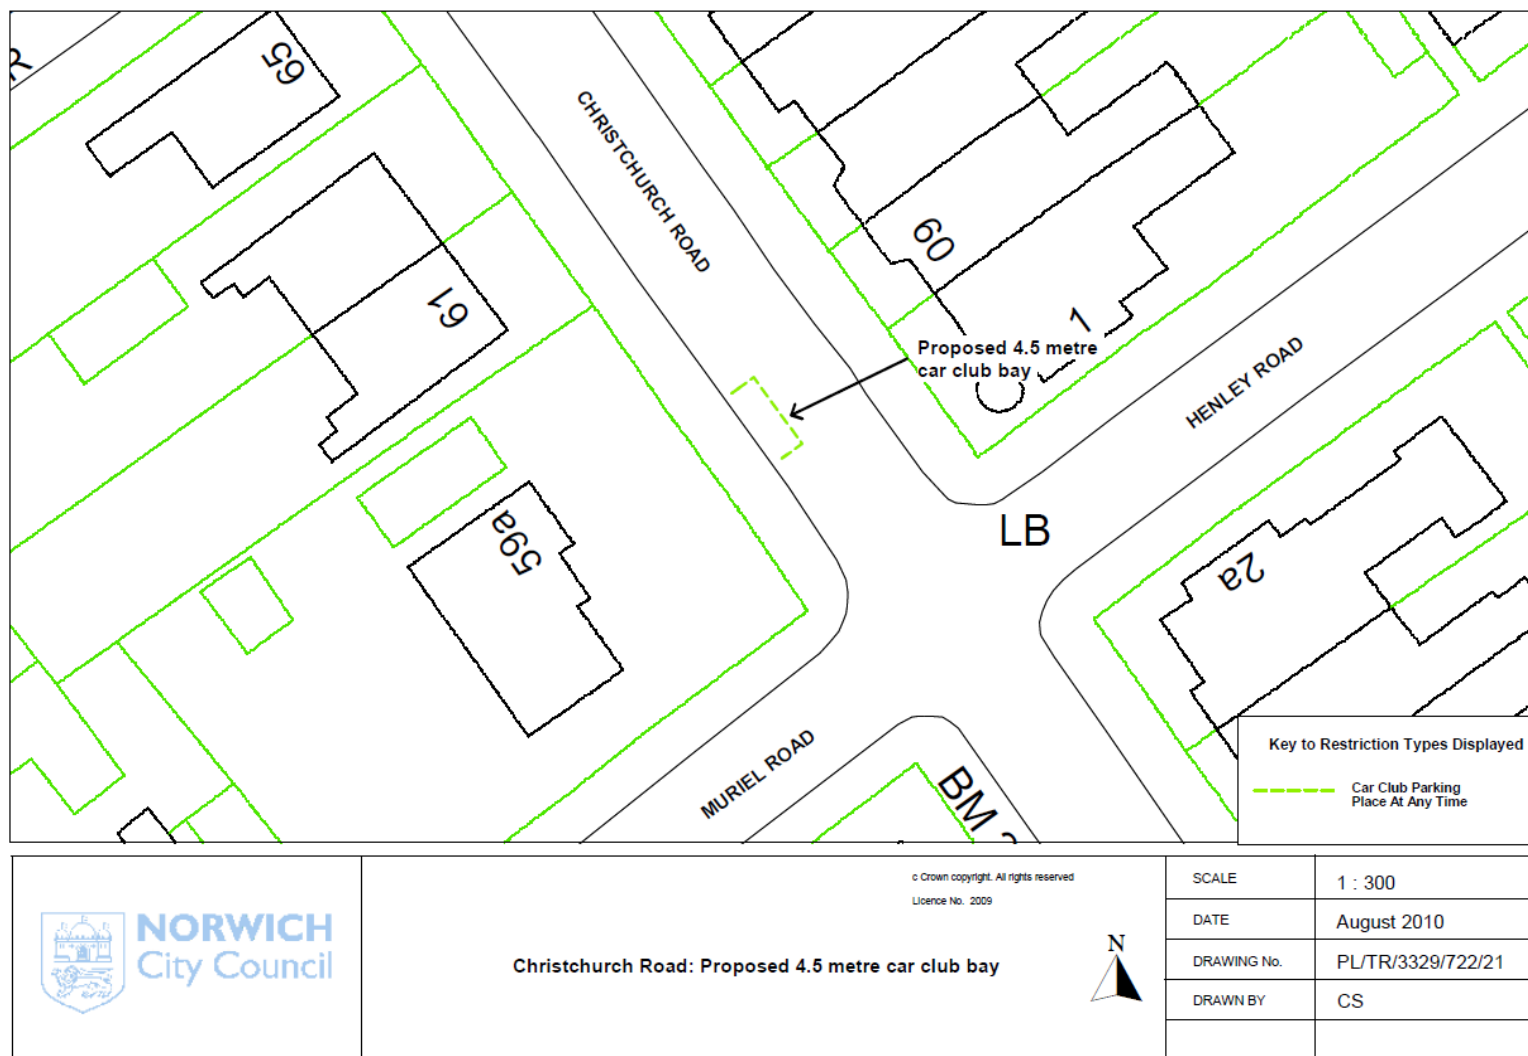 R
65
CHRISTCHURCH ROAD
61
60
1
Proposed 4.5 metre
car club bay
HENLEY ROAD
LB
59a
2a
MURIEL ROAD
BM
Key to Restriction Types Displayed
Car Club Parking
Place At Any Time
NORWICH
City Council
c Crown copyright. All rights reserved
Licence No. 2009
Christchurch Road: Proposed 4.5 metre car club bay
N
SCALE 1 : 300
DATE August 2010
DRAWING No. PL/TR/3329/722/21
DRAWN BY CS